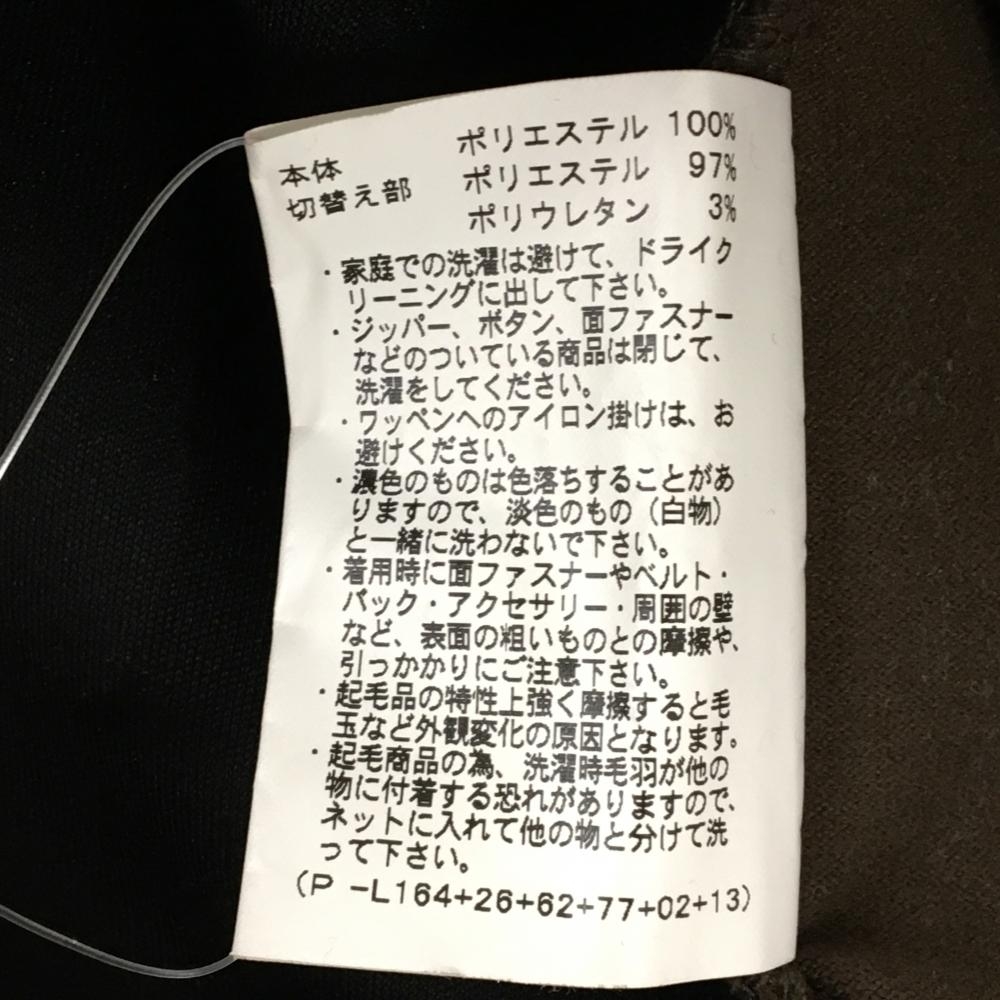 ポリエステル 100%
本体 ポリエステル 97%
切替え部 ポリウレタン 3%
・家庭での洗濯は避けて、ドライク
リーニングに出して下さい。
・ジッパー、ボタン、面ファスナー
などのついている商品は閉じて、
洗濯をしてください。
・ワッペンへのアイロン掛けは、お
避けください。
・濃色のものは色落ちすることがあ
りますので、淡色のもの（白物）
と一緒に洗わないで下さい。
・着用時に面ファスナーやベルト・
バック・アクセサリー・周囲の壁
など、表面の粗いものとの摩擦や、
引っかかりにご注意下さい。
・起毛品の特性上強く摩擦すると毛
玉など外観変化の原因となります。
・起毛商品の為、洗濯時毛羽が他の
物に付着する恐れがありますので、
ネットに入れて他の物と分けて洗
って下さい。
(P -L164+26+62+77+02+13)